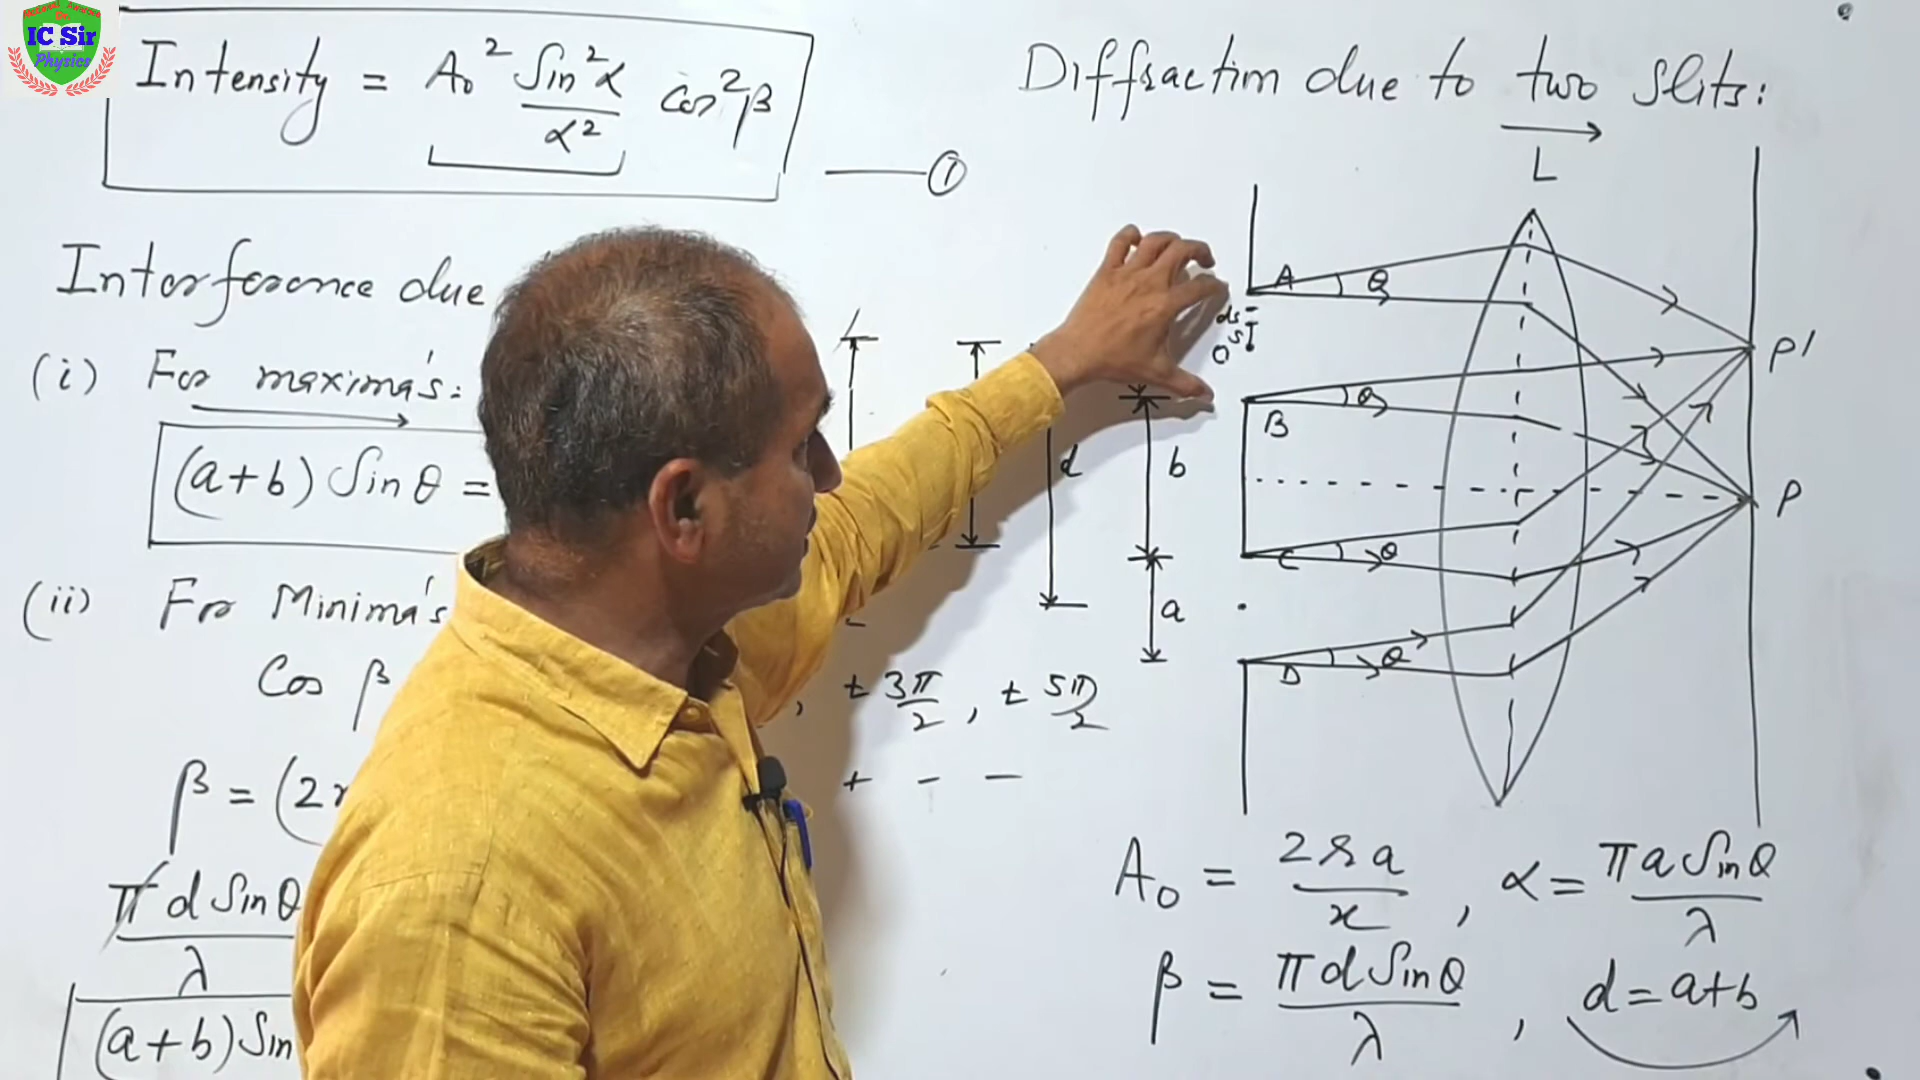 IC Sir
Physics
Intensity = A₀² Sin²α / α² Cos²β
①
Interference due
(i) For maxima's:
(a+b) Sin θ =
(ii) For Minima's
Cos β , ± 3π/2 , ± 5π/2
β = (2n + - -
π d Sin θ / λ
(a+b) Sin
Diffraction due to two slits:
L
A θ
ds
S
O
P'
B θ
d
b
P
C θ
a
D θ
A₀ = 2ra / x , α = π a Sin θ / λ
β = π d Sin θ / λ , d = a+b